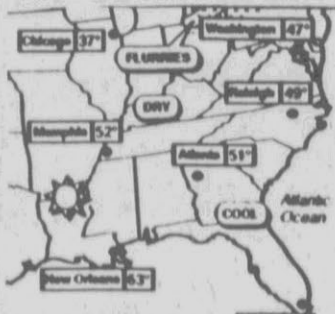 Washington 47°
Chicago 37°
FLURRIES
Raleigh 49°
DRY
Memphis 52°
Atlanta 51°
Atlantic
Ocean
COOL
New Orleans 63°